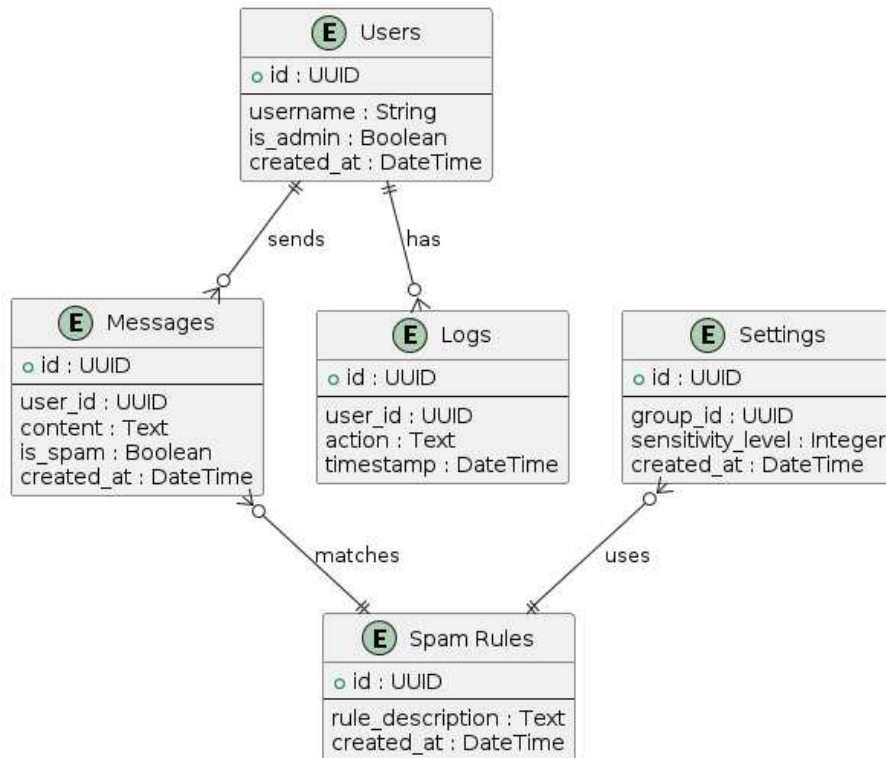 E Users
id : UUID
username : String
is_admin : Boolean
created_at : DateTime
sends
has
E Messages
id : UUID
user_id : UUID
content : Text
is_spam : Boolean
created_at : DateTime
E Logs
id : UUID
user_id : UUID
action : Text
timestamp : DateTime
E Settings
id : UUID
group_id : UUID
sensitivity_level : Integer
created_at : DateTime
matches
uses
E Spam Rules
id : UUID
rule_description : Text
created_at : DateTime